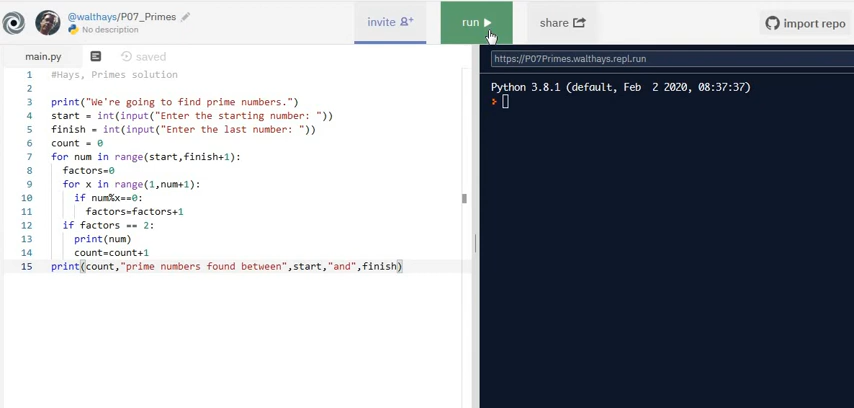 @walthays/P07_Primes
No description
invite
run
share
import repo
main.py
saved
https://P07Primes.walthays.repl.run
1 #Hays, Primes solution
2
3 print("We're going to find prime numbers.")
4 start = int(input("Enter the starting number: "))
5 finish = int(input("Enter the last number: "))
6 count = 0
7 for num in range(start,finish+1):
8 factors=0
9 for x in range(1,num+1):
10 if num%x==0:
11 factors=factors+1
12 if factors == 2:
13 print(num)
14 count=count+1
15 print(count,"prime numbers found between",start,"and",finish)
Python 3.8.1 (default, Feb  2 2020, 08:37:37)